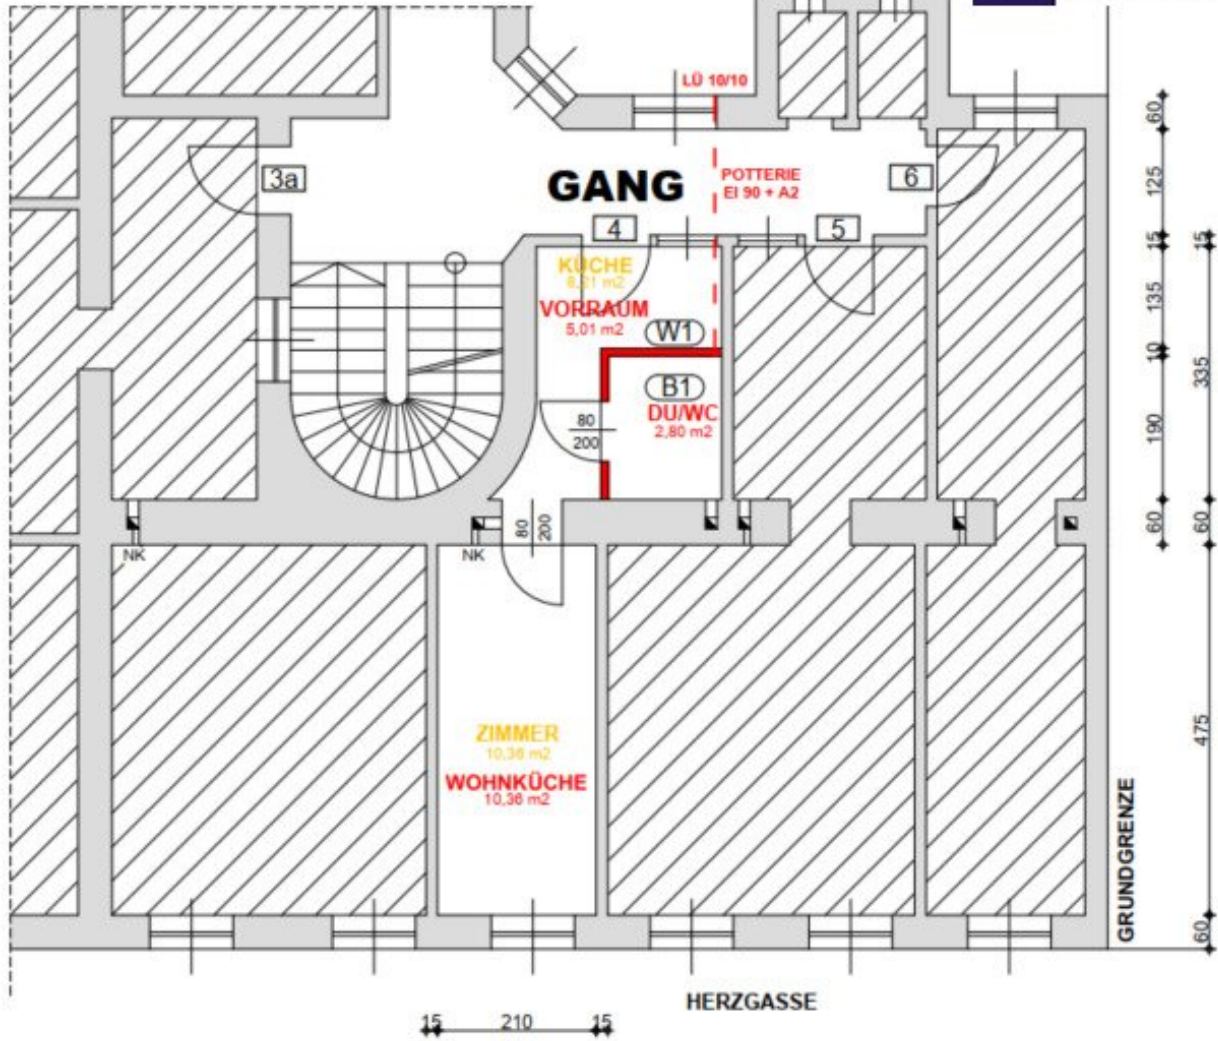 LÜ 10/10
GANG
POTTERIE
EI 90 + A2
3a
6
4
5
KÜCHE
8,21 m2
VORRAUM
5,01 m2
W1
B1
DU/WC
2,80 m2
80
200
80
200
NK
NK
ZIMMER
10,36 m2
WOHNKÜCHE
10,36 m2
60
125
15
15
135
10
335
190
60
60
475
60
GRUNDGRENZE
HERZGASSE
15
210
15